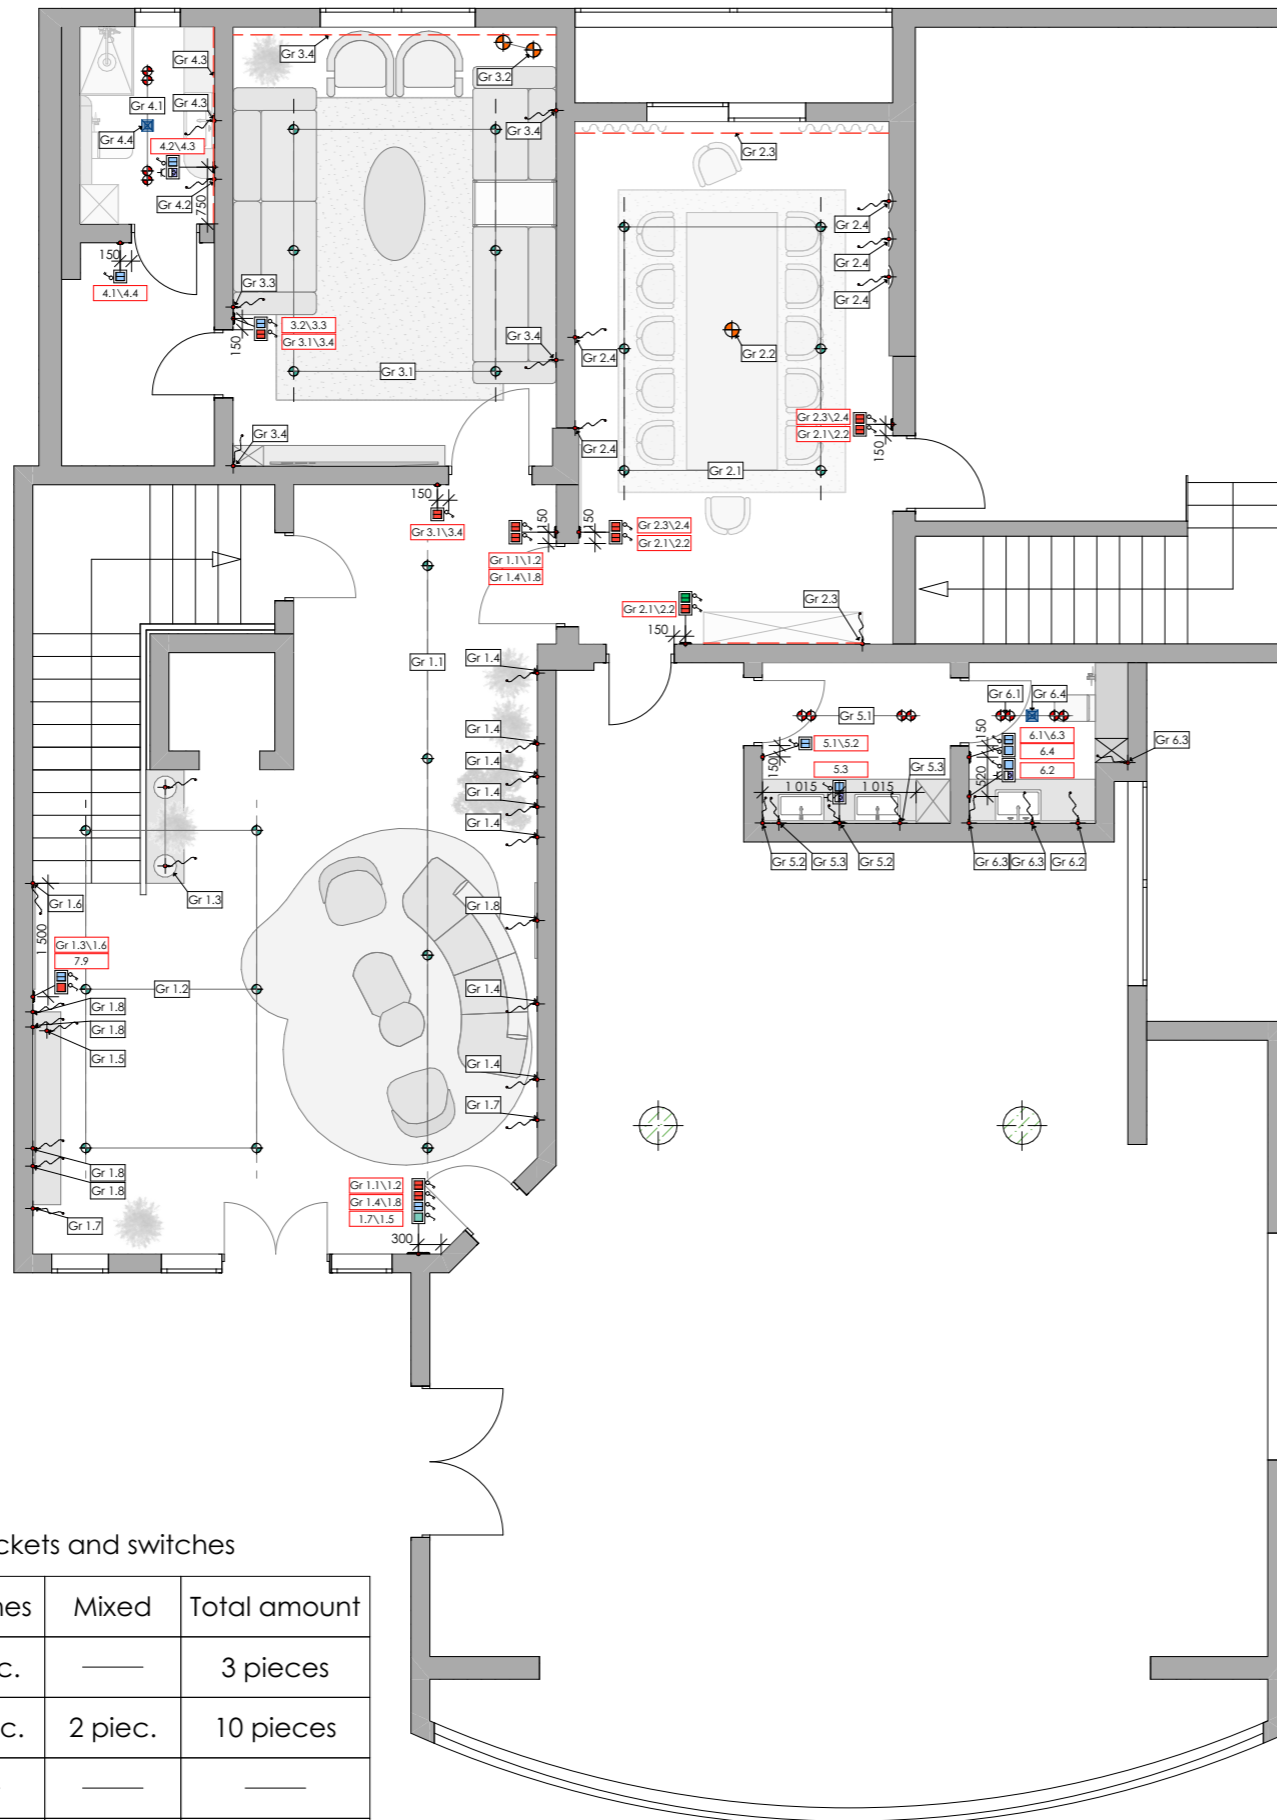 Gr 3.4
Gr 4.3
Gr 3.2
Gr 4.3
Gr 4.1
Gr 4.4
4.2\4.3
Gr 3.4
Gr 2.3
Gr 4.2
750
Gr 2.4
150
Gr 2.4
4.1\4.4
Gr 3.3
Gr 2.4
3.2\3.3
Gr 3.1\3.4
150
Gr 3.4
Gr 2.4
Gr 2.2
Gr 3.1
Gr 2.3\2.4
Gr 2.1\2.2
150
Gr 3.4
Gr 2.4
Gr 2.1
150
Gr 3.1\3.4
150
150
Gr 2.3\2.4
Gr 2.1\2.2
Gr 1.1\1.2
Gr 1.4\1.8
Gr 2.1\2.2
Gr 2.3
150
Gr 1.1
Gr 1.4
Gr 6.1
Gr 6.4
Gr 5.1
Gr 1.4
150
6.1\6.3
5.1\5.2
Gr 6.3
6.4
Gr 1.4
150
5.3
Gr 5.3
520
6.2
1 015
1 015
Gr 1.4
Gr 1.4
Gr 5.2
Gr 5.3
Gr 5.2
Gr 6.3
Gr 6.3
Gr 6.2
Gr 1.3
Gr 1.6
Gr 1.8
1 500
Gr 1.3\1.6
7.9
Gr 1.2
Gr 1.4
Gr 1.8
Gr 1.8
Gr 1.5
Gr 1.4
Gr 1.7
Gr 1.8
Gr 1.8
Gr 1.1\1.2
Gr 1.4\1.8
1.7\1.5
Gr 1.7
300
ckets and switches
nes Mixed Total amount
c. —— 3 pieces
c. 2 piec. 10 pieces
—— ——